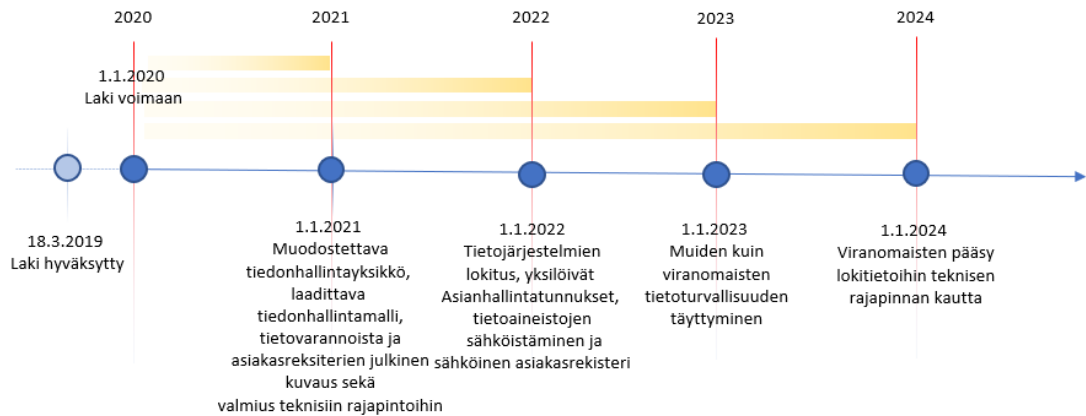 2020
2021
2022
2023
2024
1.1.2020
Laki voimaan
18.3.2019
Laki hyväksytty
1.1.2021
Muodostettava
tiedonhallintayksikkö,
laadittava
tiedonhallintamalli,
tietovarannoista ja
asiakasreksiterien julkinen
kuvaus sekä
valmius teknisiin rajapintoihin
1.1.2022
Tietojärjestelmien
lokitus, yksilöivät
Asianhallintatunnukset,
tietoaineistojen
sähköistäminen ja
sähköinen asiakasrekisteri
1.1.2023
Muiden kuin
viranomaisten
tietoturvallisuuden
täyttyminen
1.1.2024
Viranomaisten pääsy
lokitietoihin teknisen
rajapinnan kautta